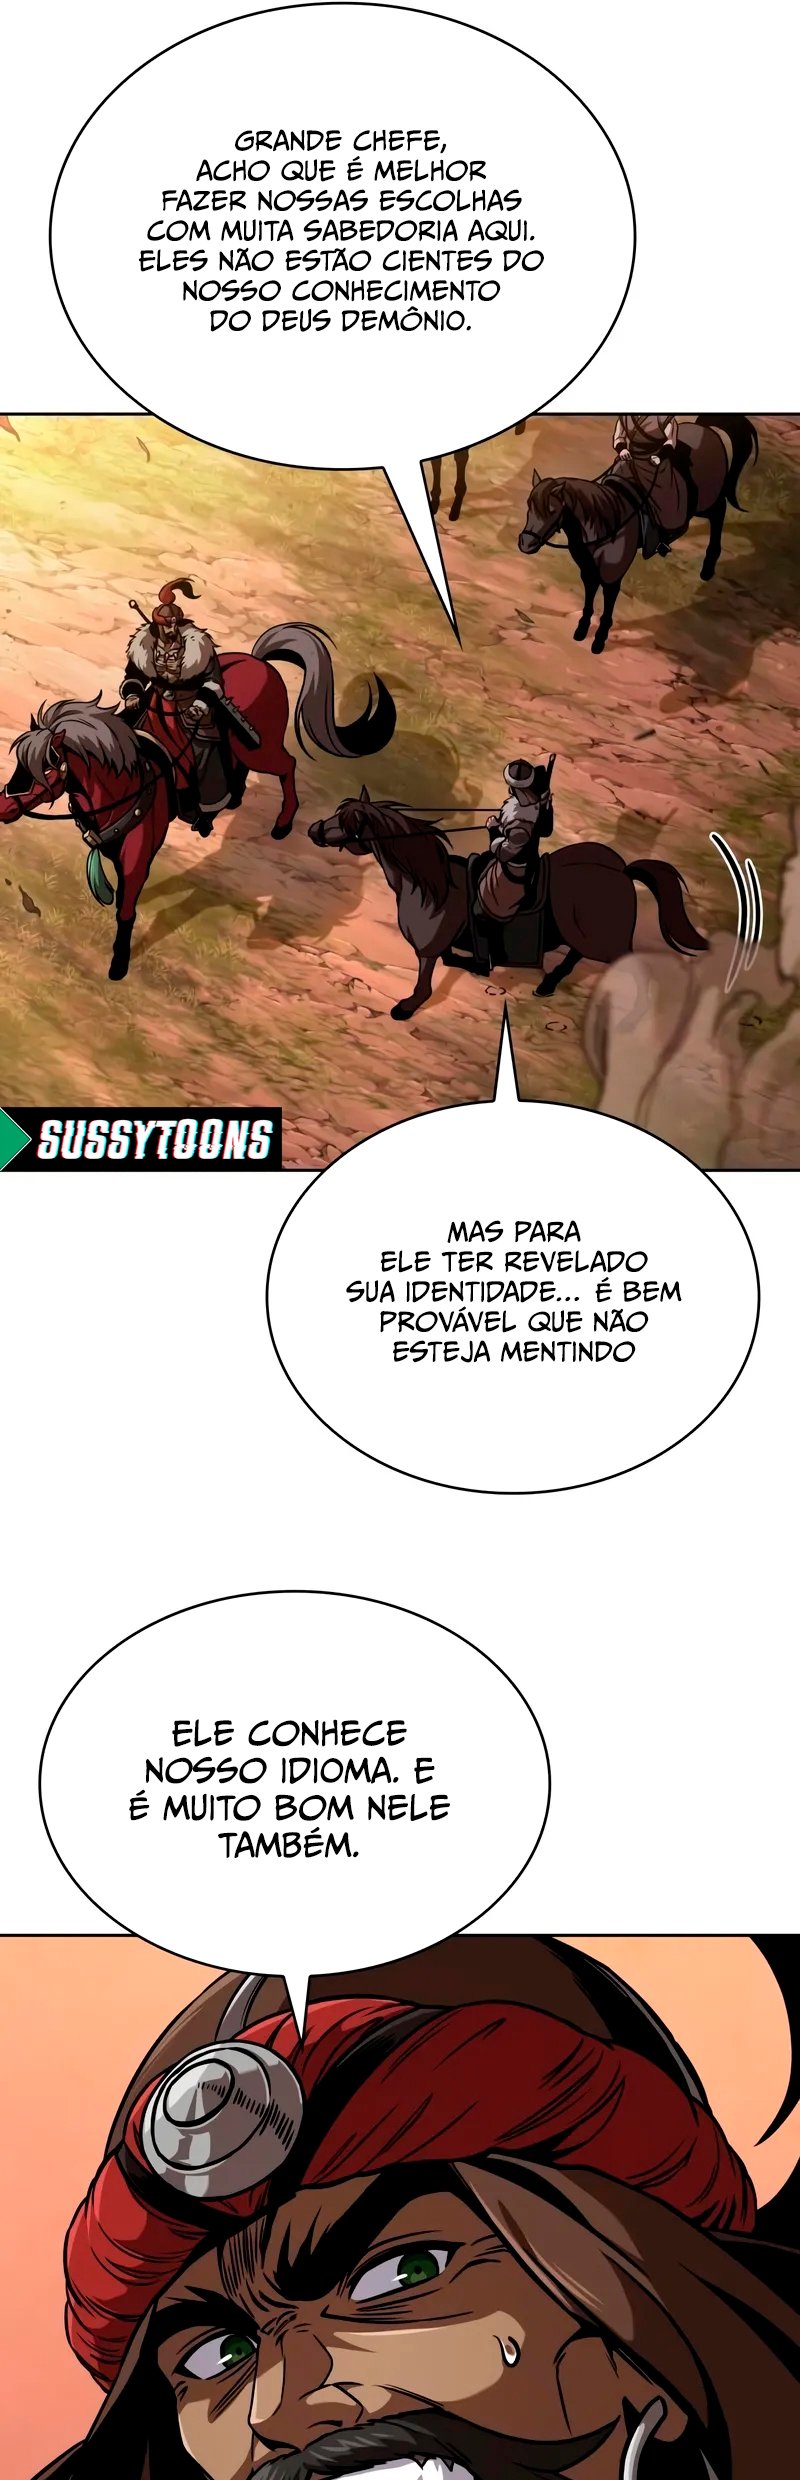 GRANDE CHEFE,
ACHO QUE É MELHOR
FAZER NOSSAS ESCOLHAS
COM MUITA SABEDORIA AQUI.
ELES NÃO ESTÃO CIENTES DO
NOSSO CONHECIMENTO
DO DEUS DEMÔNIO.
SUSSYTOONS
MAS PARA
ELE TER REVELADO
SUA IDENTIDADE... É BEM
PROVÁVEL QUE NÃO
ESTEJA MENTINDO
ELE CONHECE
NOSSO IDIOMA. E
É MUITO BOM NELE
TAMBÉM.